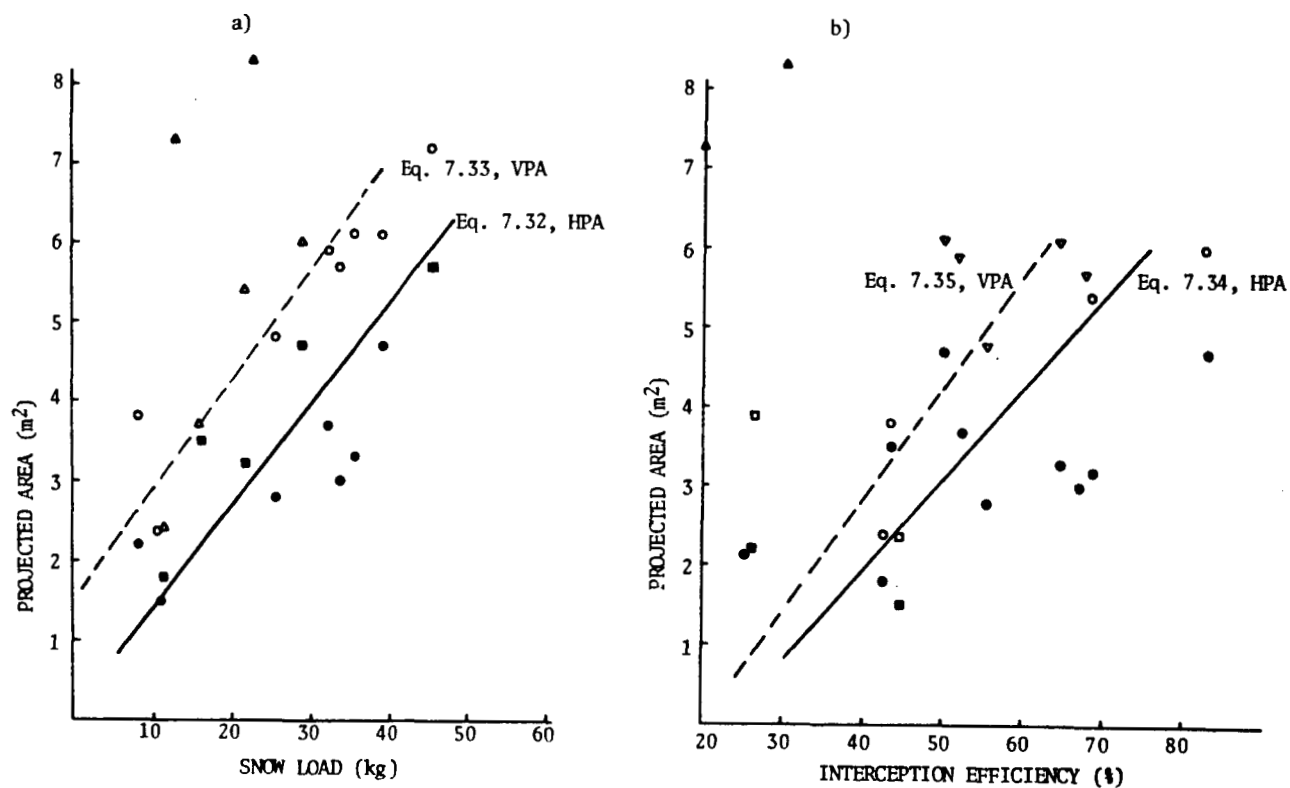 a)
PROJECTED AREA (m²)
8
7
6
5
4
3
2
1
Eq. 7.33, VPA
Eq. 7.32, HPA
10 20 30 40 50 60
SNOW LOAD (kg)
b)
PROJECTED AREA (m²)
8
7
6
5
4
3
2
1
Eq. 7.35, VPA
Eq. 7.34, HPA
20 30 40 50 60 70 80
INTERCEPTION EFFICIENCY (%)